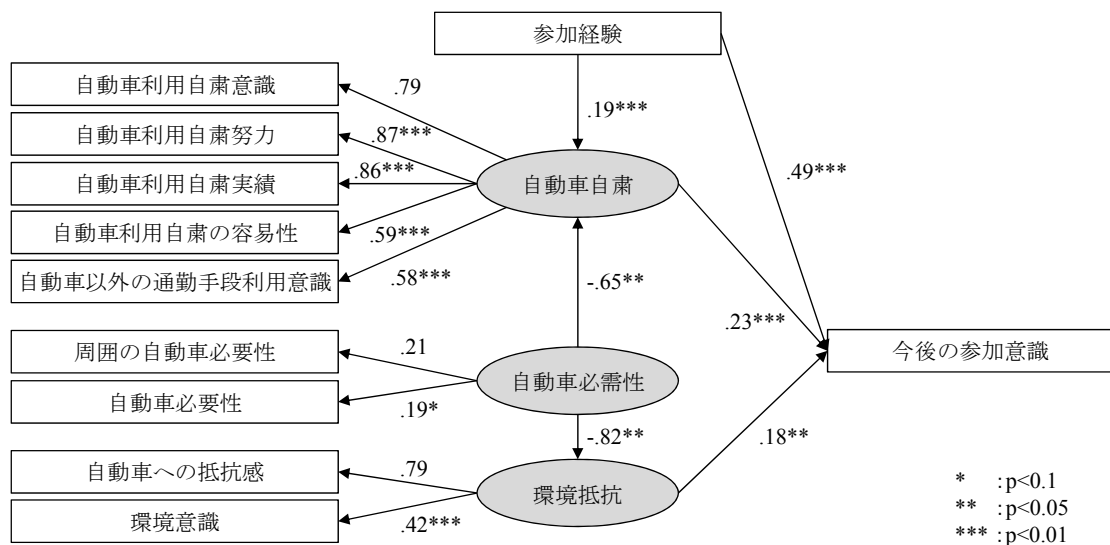 参加経験
自動車利用自粛意識
.79
.19***
自動車利用自粛努力
.87***
自動車利用自粛実績
.86***
自動車自粛
.49***
自動車利用自粛の容易性
.59***
自動車以外の通勤手段利用意識
.58***
-.65**
.23***
周囲の自動車必要性
.21
今後の参加意識
自動車必需性
自動車必要性
.19*
-.82**
.18**
自動車への抵抗感
.79
環境抵抗
環境意識
.42***
* :p<0.1
** :p<0.05
*** :p<0.01